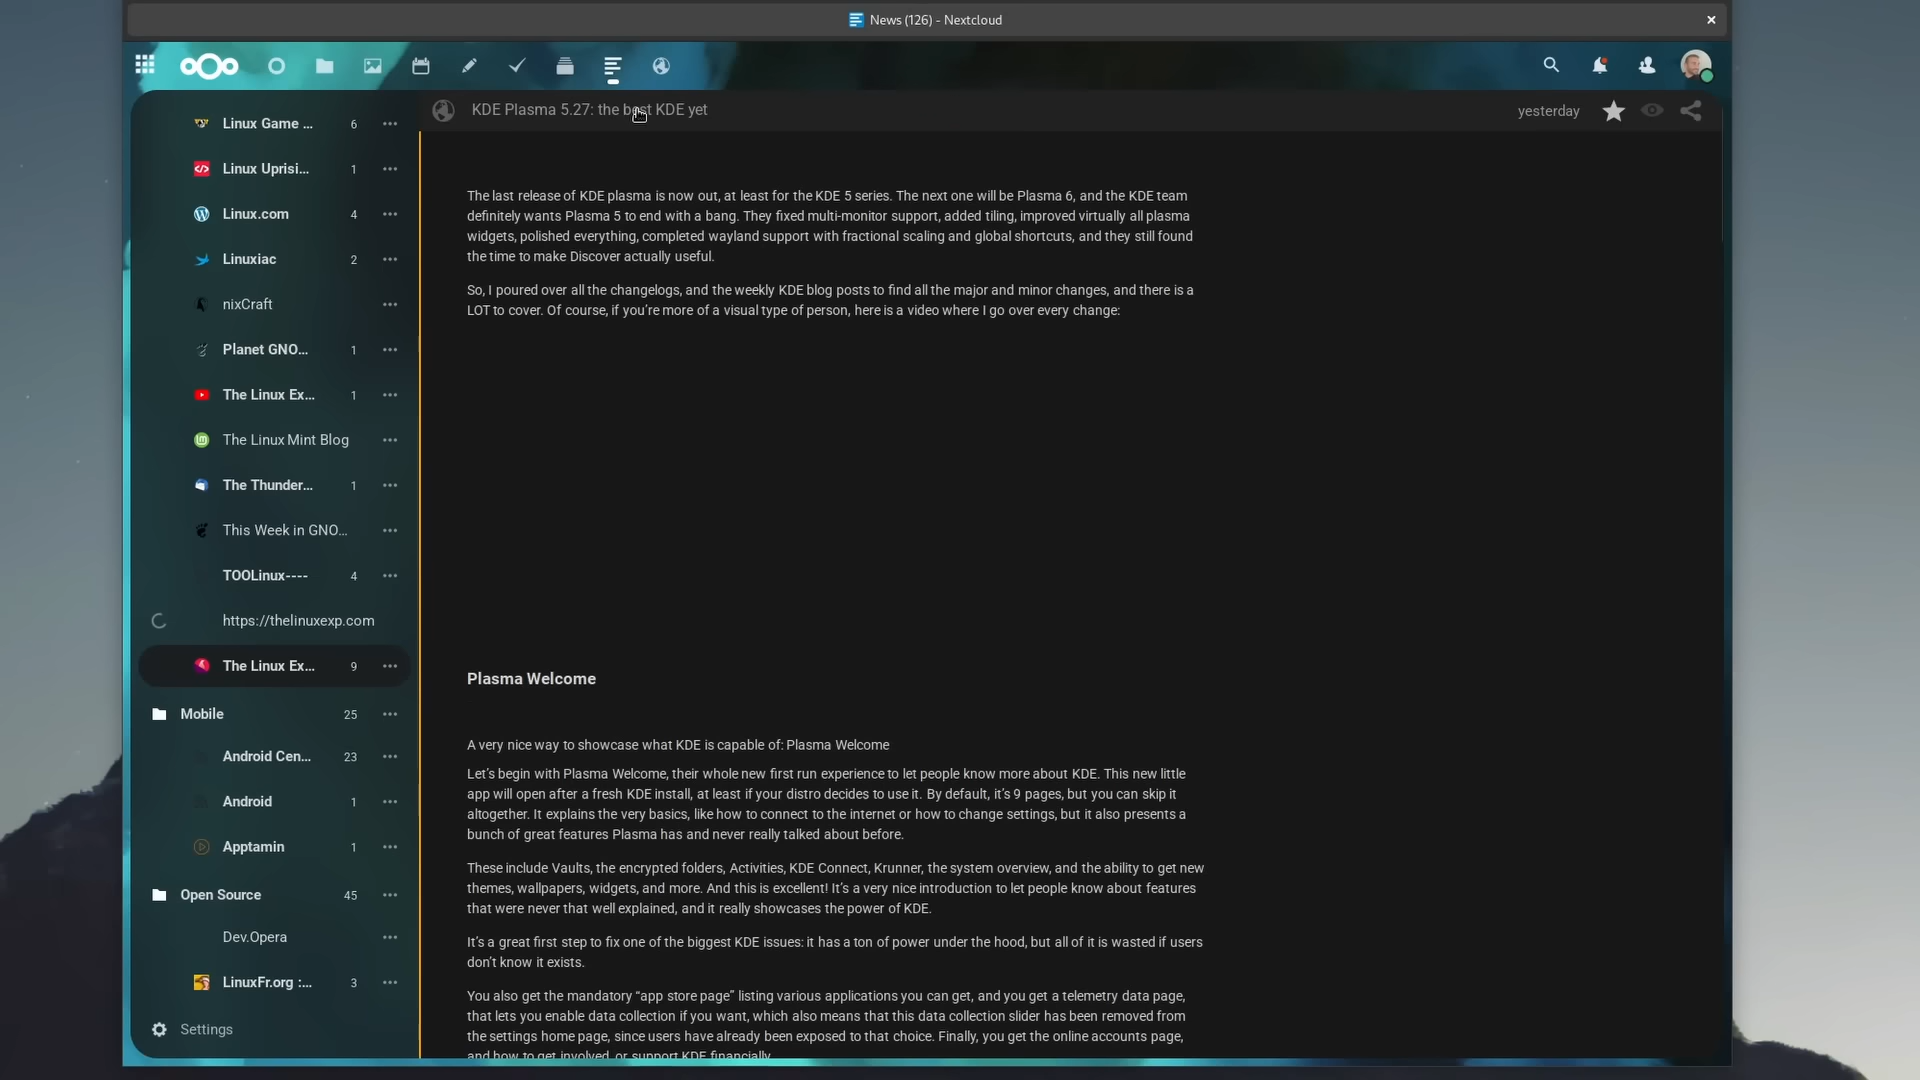 News (126) - Nextcloud
KDE Plasma 5.27: the best KDE yet
yesterday
Linux Game ... 6
Linux Uprisi... 1
Linux.com 4
Linuxiac 2
nixCraft
Planet GNO... 1
The Linux Ex... 1
The Linux Mint Blog
The Thunder... 1
This Week in GNO...
TOOLinux---- 4
https://thelinuxexp.com
The Linux Ex... 9
Mobile 25
Android Cen... 23
Android 1
Apptamin 1
Open Source 45
Dev.Opera
LinuxFr.org :... 3
Settings
The last release of KDE plasma is now out, at least for the KDE 5 series. The next one will be Plasma 6, and the KDE team
definitely wants Plasma 5 to end with a bang. They fixed multi-monitor support, added tiling, improved virtually all plasma
widgets, polished everything, completed wayland support with fractional scaling and global shortcuts, and they still found
the time to make Discover actually useful.
So, I poured over all the changelogs, and the weekly KDE blog posts to find all the major and minor changes, and there is a
LOT to cover. Of course, if you’re more of a visual type of person, here is a video where I go over every change:
Plasma Welcome
A very nice way to showcase what KDE is capable of: Plasma Welcome
Let’s begin with Plasma Welcome, their whole new first run experience to let people know more about KDE. This new little
app will open after a fresh KDE install, at least if your distro decides to use it. By default, it’s 9 pages, but you can skip it
altogether. It explains the very basics, like how to connect to the internet or how to change settings, but it also presents a
bunch of great features Plasma has and never really talked about before.
These include Vaults, the encrypted folders, Activities, KDE Connect, Krunner, the system overview, and the ability to get new
themes, wallpapers, widgets, and more. And this is excellent! It’s a very nice introduction to let people know about features
that were never that well explained, and it really showcases the power of KDE.
It’s a great first step to fix one of the biggest KDE issues: it has a ton of power under the hood, but all of it is wasted if users
don’t know it exists.
You also get the mandatory “app store page” listing various applications you can get, and you get a telemetry data page,
that lets you enable data collection if you want, which also means that this data collection slider has been removed from
the settings home page, since users have already been exposed to that choice. Finally, you get the online accounts page,
and how to get involved, or support KDE financially.